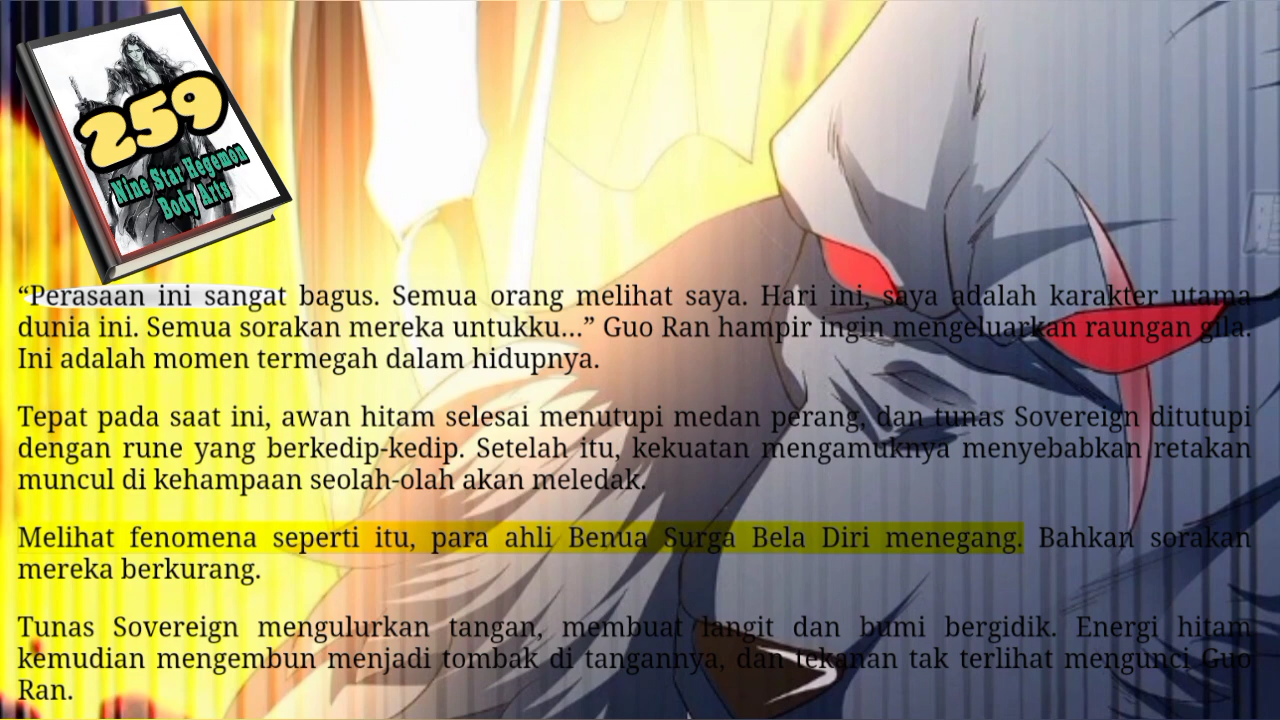 259
Nine Star Hegemon
Body Arts
“Perasaan ini sangat bagus. Semua orang melihat saya. Hari ini, saya adalah karakter utama
dunia ini. Semua sorakan mereka untukku...” Guo Ran hampir ingin mengeluarkan raungan gila.
Ini adalah momen termegah dalam hidupnya.
Tepat pada saat ini, awan hitam selesai menutupi medan perang, dan tunas Sovereign ditutupi
dengan rune yang berkedip-kedip. Setelah itu, kekuatan mengamuknya menyebabkan retakan
muncul di kehampaan seolah-olah akan meledak.
Melihat fenomena seperti itu, para ahli Benua Surga Bela Diri menegang. Bahkan sorakan
mereka berkurang.
Tunas Sovereign mengulurkan tangan, membuat langit dan bumi bergidik. Energi hitam
kemudian mengembun menjadi tombak di tangannya, dan tekanan tak terlihat mengunci Guo
Ran.